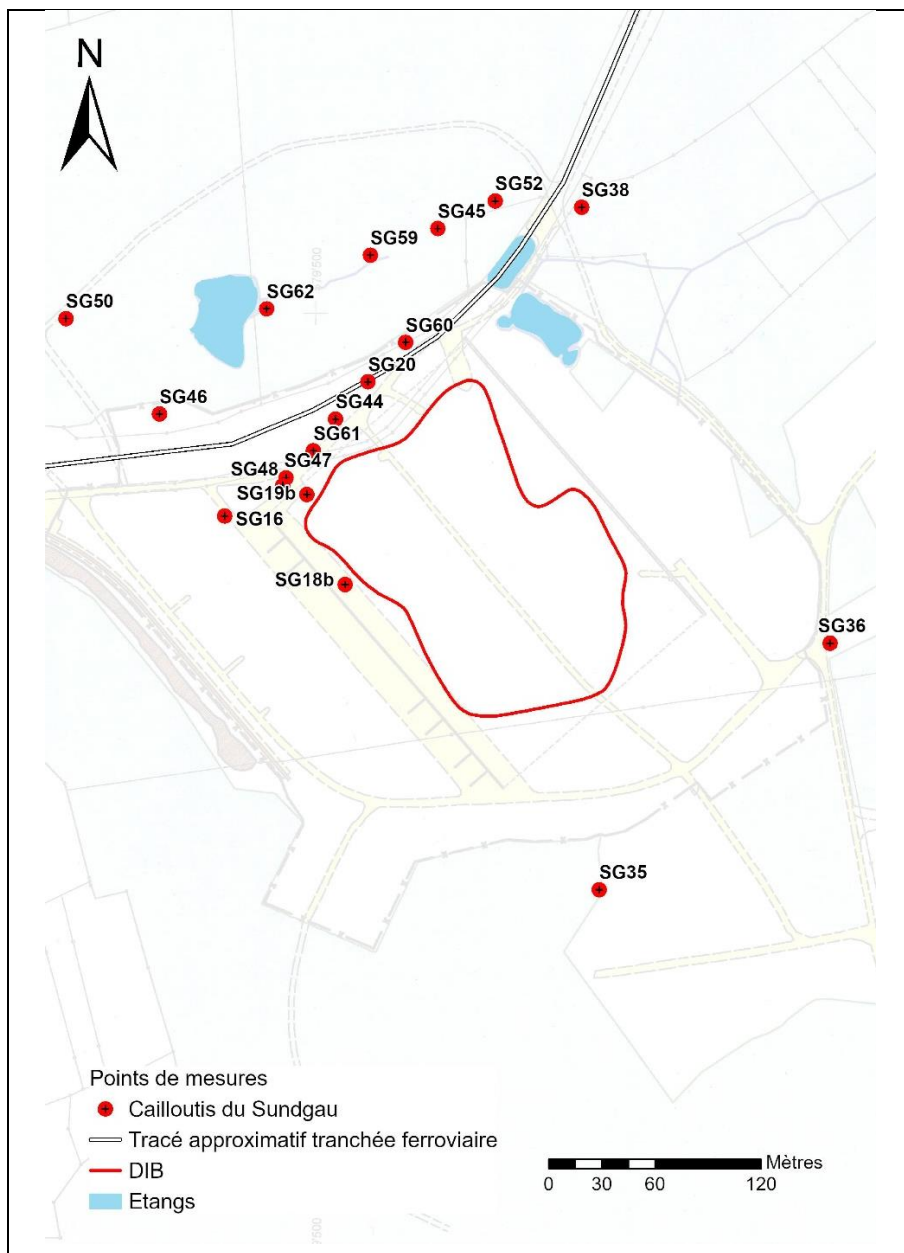 N
SG52
SG38
SG45
SG59
SG62
SG50
SG60
SG20
SG46
SG44
SG61
SG48
SG47
SG19b
SG16
SG18b
SG36
SG35
Points de mesures
Cailloutis du Sundgau
Tracé approximatif tranchée ferroviaire
DIB
Etangs
Mètres
0 30 60 120